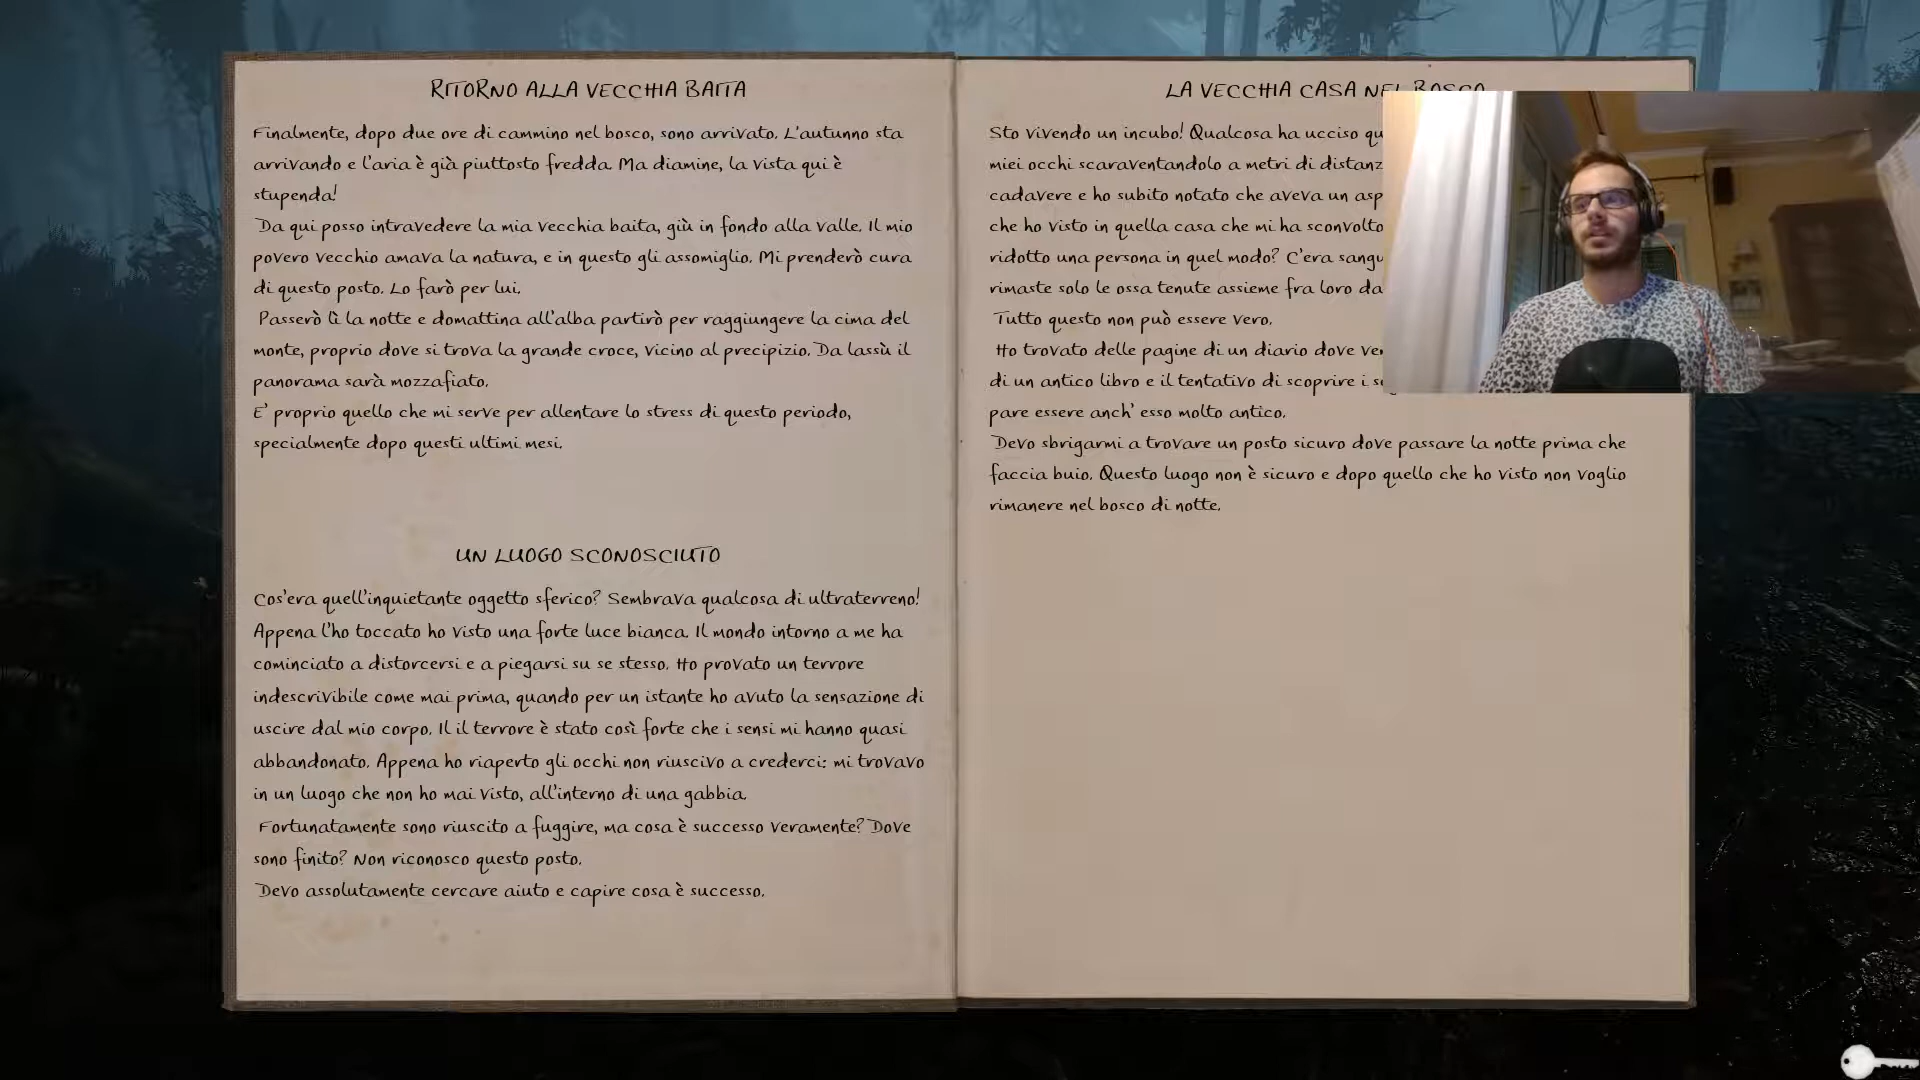 RITORNO ALLA VECCHIA BAITA
Finalmente, dopo due ore di cammino nel bosco, sono arrivato. L'autunno sta
arrivando e l'aria è già piuttosto fredda. Ma diamine, la vista qui è
stupenda!
Da qui posso intravedere la mia vecchia baita, giù in fondo alla valle. Il mio
povero vecchio amava la natura, e in questo gli assomiglio. Mi prenderò cura
di questo posto. Lo farò per lui.
Passerò lì la notte e domattina all'alba partirò per raggiungere la cima del
monte, proprio dove si trova la grande croce, vicino al precipizio. Da lassù il
panorama sarà mozzafiato.
E' proprio quello che mi serve per allentare lo stress di questo periodo,
specialmente dopo questi ultimi mesi.
UN LUOGO SCONOSCIUTO
Cos'era quell'inquietante oggetto sferico? Sembrava qualcosa di ultraterreno!
Appena l'ho toccato ho visto una forte luce bianca. Il mondo intorno a me ha
cominciato a distorcersi e a piegarsi su se stesso. Ho provato un terrore
indescrivibile come mai prima, quando per un istante ho avuto la sensazione di
uscire dal mio corpo. Il il terrore è stato così forte che i sensi mi hanno quasi
abbandonato. Appena ho riaperto gli occhi non riuscivo a crederci: mi trovavo
in un luogo che non ho mai visto, all'interno di una gabbia.
Fortunatamente sono riuscito a fuggire, ma cosa è successo veramente? Dove
sono finito? Non riconosco questo posto.
Devo assolutamente cercare aiuto e capire cosa è successo.
LA VECCHIA CASA NEL BOSCO
Sto vivendo un incubo! Qualcosa ha ucciso
miei occhi scaraventandolo a metri di
cadavere e ho subito notato che aveva un
che ho visto in quella casa che mi ha sconvolto
ridotto una persona in quel modo? C'era
rimaste solo le ossa tenute assieme fra loro
Tutto questo non può essere vero.
Ho trovato delle pagine di un diario dove
di un antico libro e il tentativo di scoprire i
pare essere anch' esso molto antico.
Devo sbrigarmi a trovare un posto sicuro dove passare la notte prima che
faccia buio. Questo luogo non è sicuro e dopo quello che ho visto non voglio
rimanere nel bosco di notte.